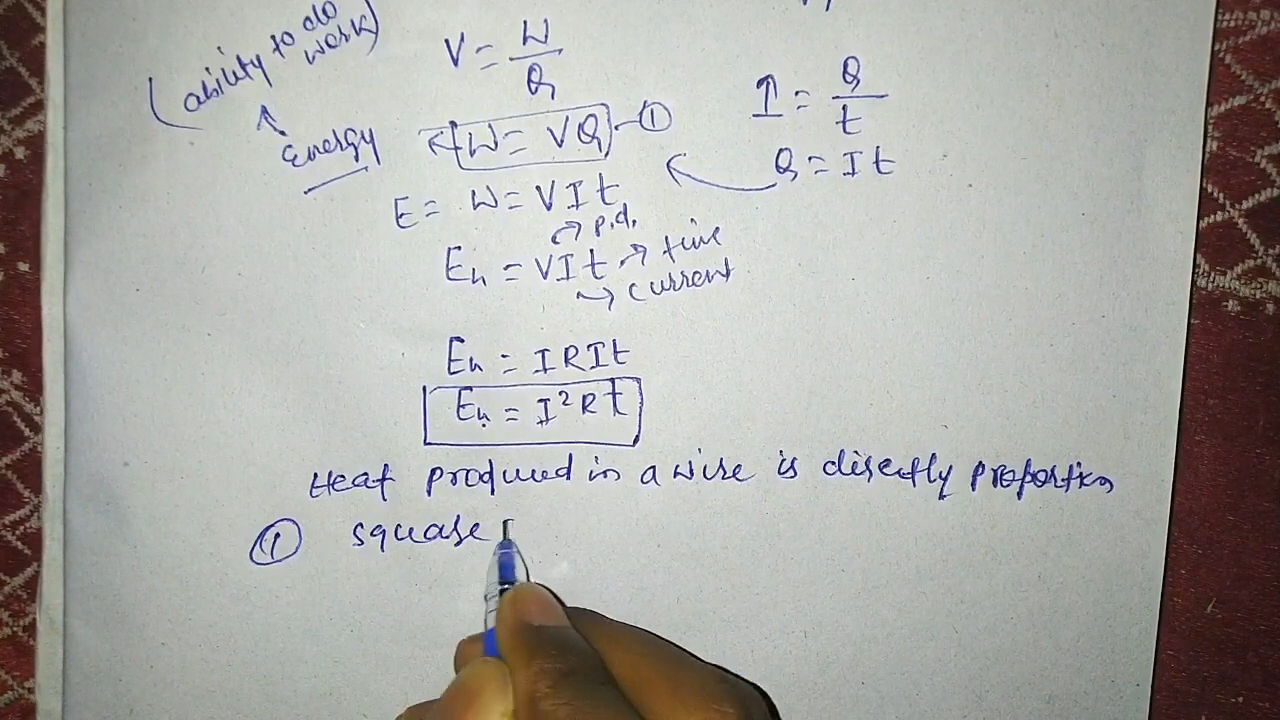 (ability to do
work)
Energy
V = W/Q
W = VQ - ①
I = Q/t
Q = It
E = W = VIt
p.d.
Eh = VIt → time
→ current
Eh = IRIt
Eh = I²Rt
Heat produced in a wire is directly proportion
① square